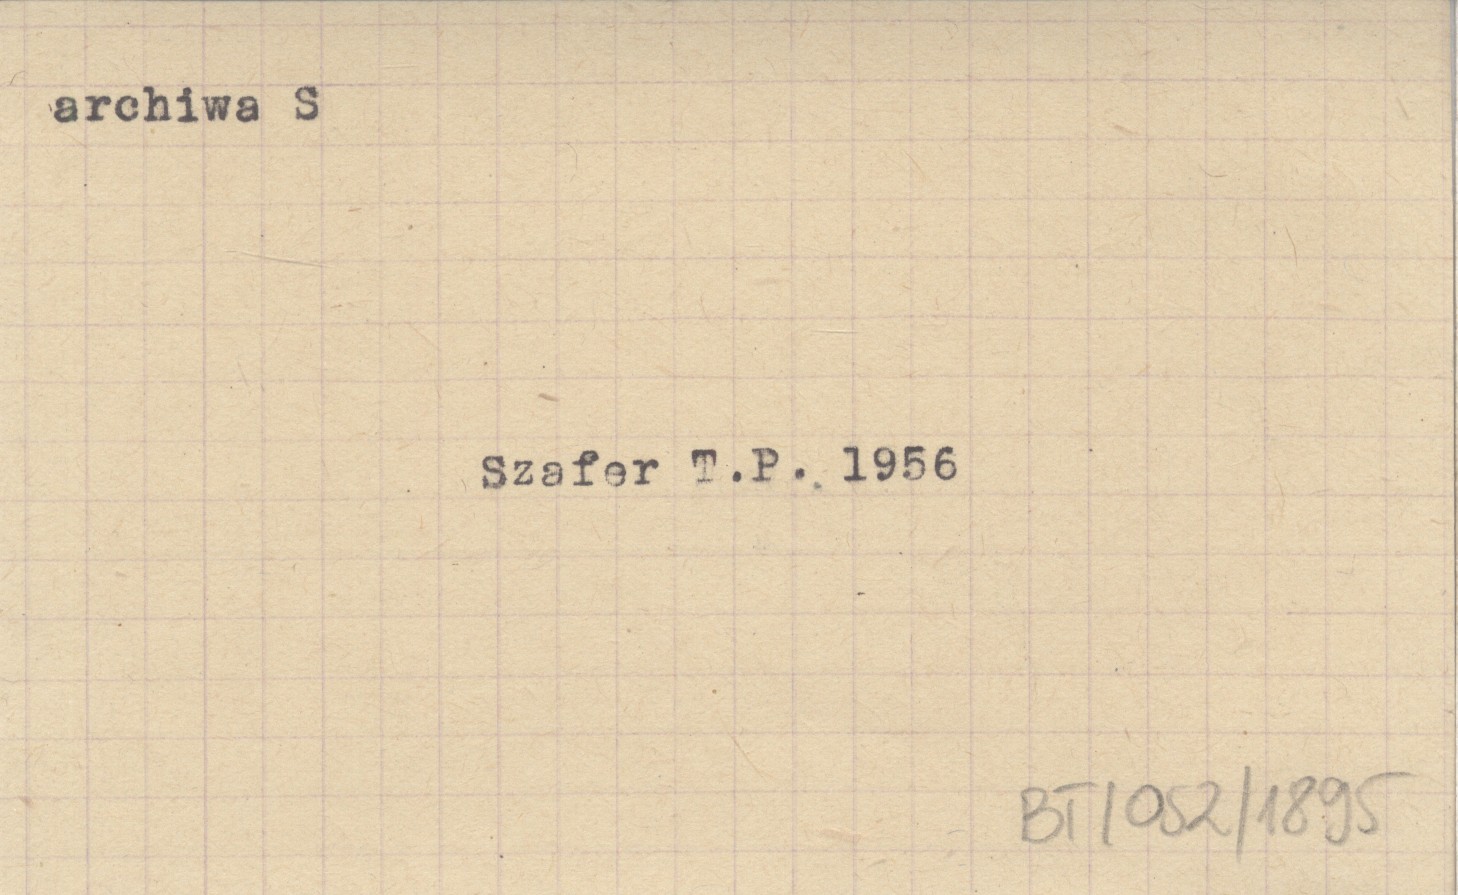 archiwa S
Szafer T.P. 1956
BT/052/1895